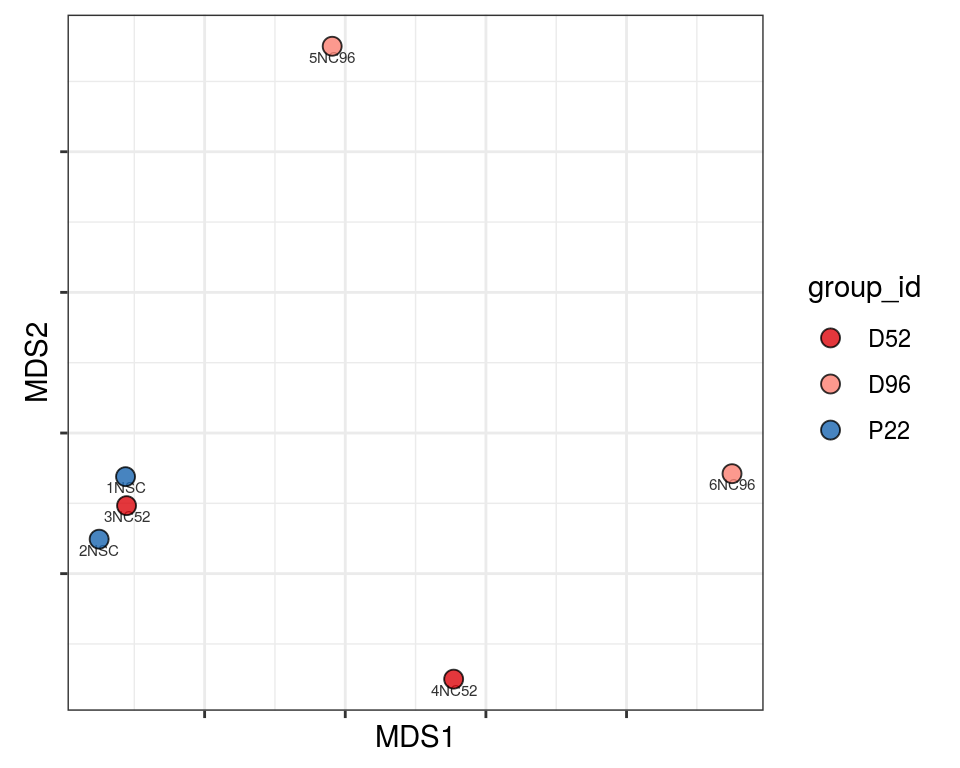 5NC96
MDS2
group_id
D52
D96
P22
1NSC
6NC96
3NC52
2NSC
4NC52
MDS1